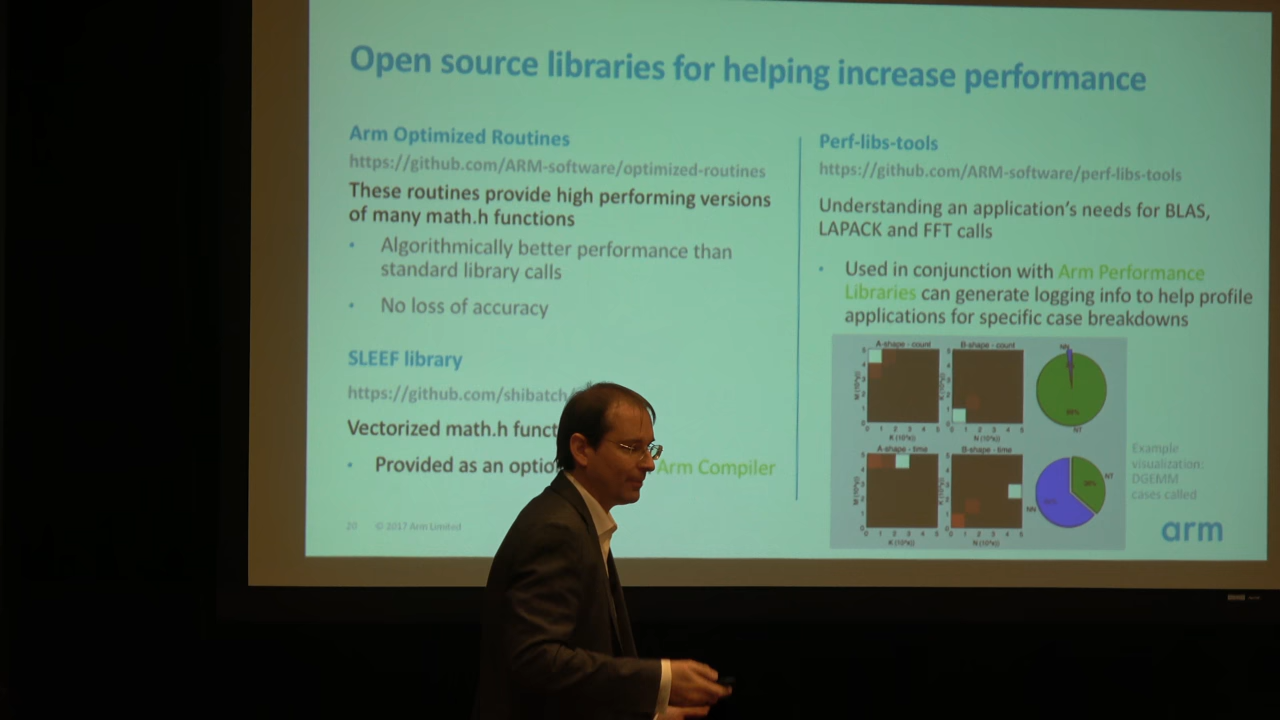 Open source libraries for helping increase performance
Arm Optimized Routines
https://github.com/ARM-software/optimized-routines
These routines provide high performing versions
of many math.h functions
• Algorithmically better performance than
standard library calls
• No loss of accuracy
SLEEF library
https://github.com/shibatch/
Vectorized math.h funct
• Provided as an optio Arm Compiler
20 © 2017 Arm Limited
Perf-libs-tools
https://github.com/ARM-software/perf-libs-tools
Understanding an application's needs for BLAS,
LAPACK and FFT calls
• Used in conjunction with Arm Performance
Libraries can generate logging info to help profile
applications for specific case breakdowns
A-shape - count B-shape - count
NN
NT
A-shape - time B-shape - time
NT
NN
Example
visualization:
DGEMM
cases called
arm